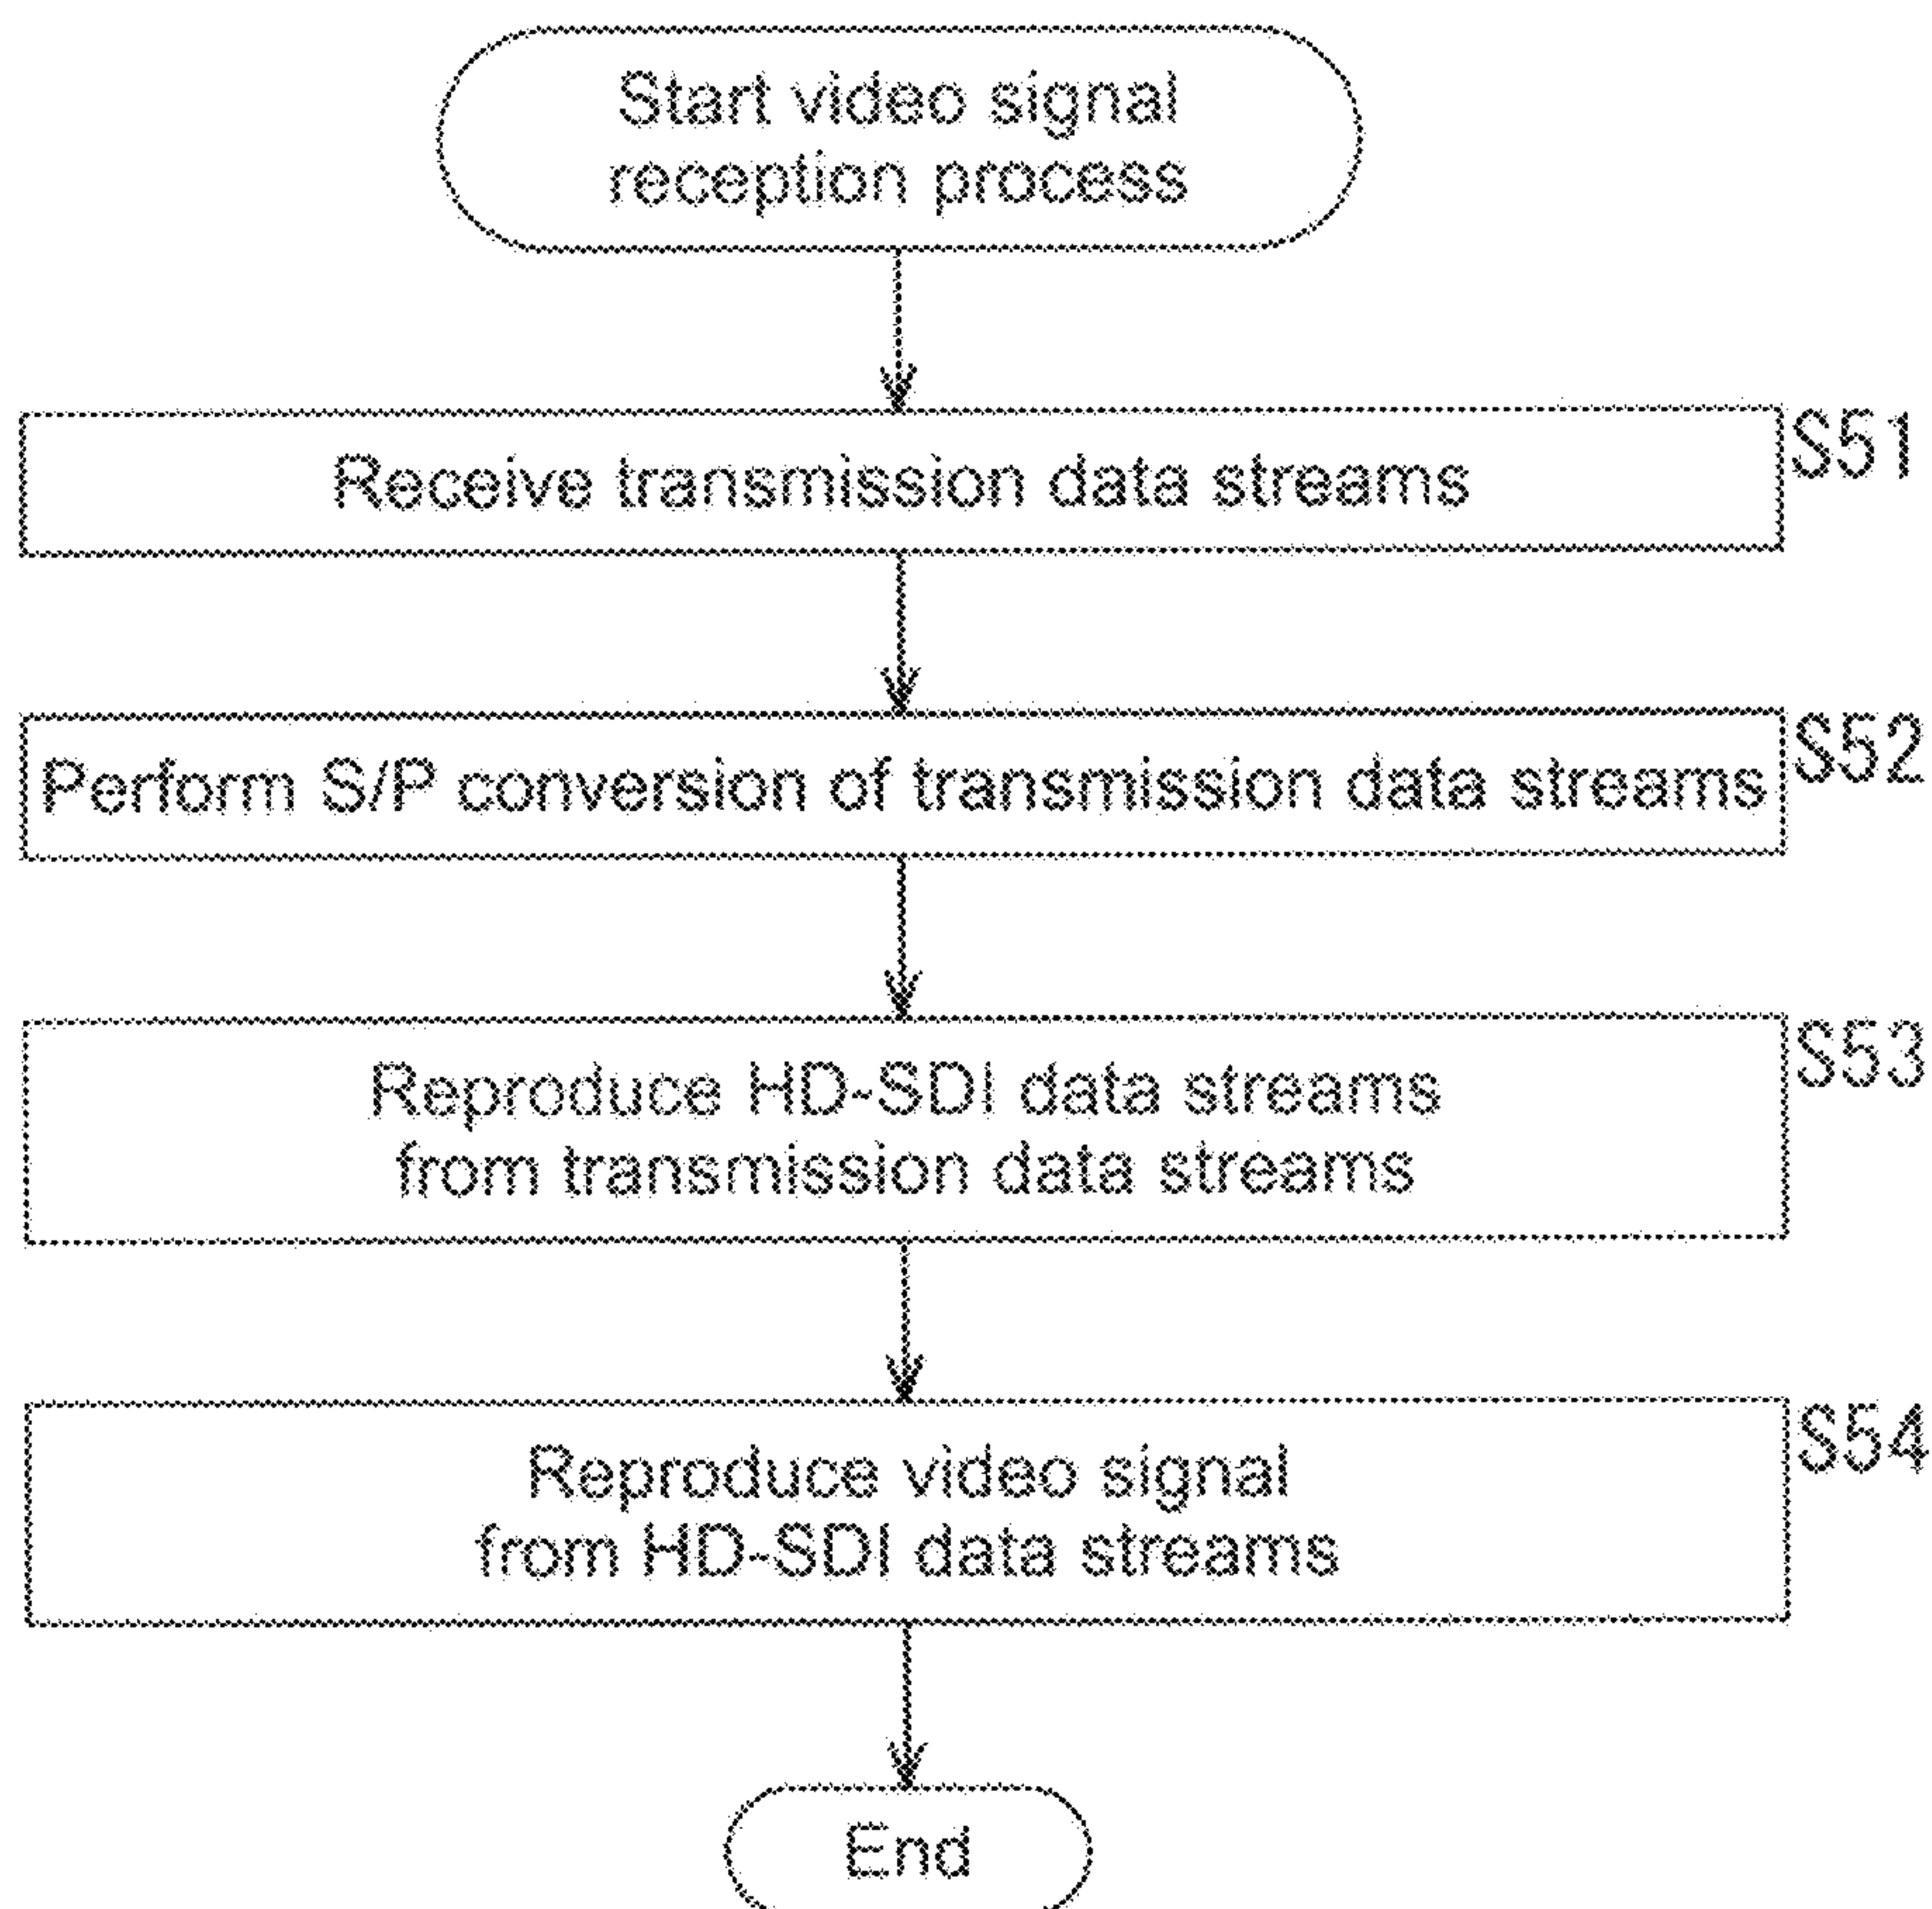 Start video signal
reception process
S51
Receive transmission data streams
S52
Perform S/P conversion of transmission data streams
S53
Reproduce HD-SDI data streams
from transmission data streams
S54
Reproduce video signal
from HD-SDI data streams
End